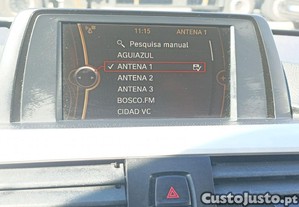 11:15 ANTENA 1
Pesquisa manual
AGUIAZUL
ANTENA 1
ANTENA 2
ANTENA 3
BOSCO.FM
CIDAD VC
CustoJusto.pt